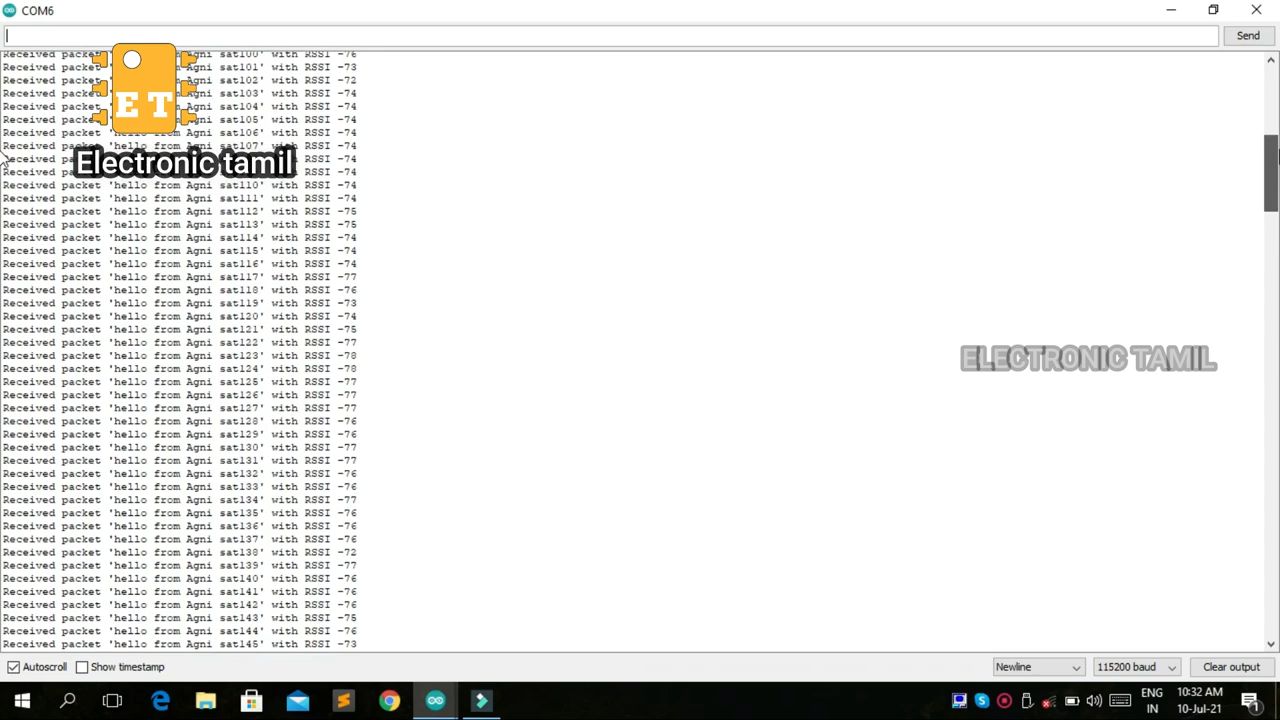 COM6
Send
Received packet 'hello from Agni sat100' with RSSI -76
Received packet 'hello from Agni sat101' with RSSI -73
Received packet 'hello from Agni sat102' with RSSI -72
Received packet 'hello from Agni sat103' with RSSI -74
Received packet 'hello from Agni sat104' with RSSI -74
Received packet 'hello from Agni sat105' with RSSI -74
Received packet 'hello from Agni sat106' with RSSI -74
Received packet 'hello from Agni sat107' with RSSI -74
Received with RSSI -74
Received with RSSI -74
Received packet 'hello from Agni sat110' with RSSI -74
Received packet 'hello from Agni sat111' with RSSI -74
Received packet 'hello from Agni sat112' with RSSI -75
Received packet 'hello from Agni sat113' with RSSI -75
Received packet 'hello from Agni sat114' with RSSI -74
Received packet 'hello from Agni sat115' with RSSI -74
Received packet 'hello from Agni sat116' with RSSI -74
Received packet 'hello from Agni sat117' with RSSI -77
Received packet 'hello from Agni sat118' with RSSI -76
Received packet 'hello from Agni sat119' with RSSI -73
Received packet 'hello from Agni sat120' with RSSI -74
Received packet 'hello from Agni sat121' with RSSI -75
Received packet 'hello from Agni sat122' with RSSI -77
Received packet 'hello from Agni sat123' with RSSI -78
Received packet 'hello from Agni sat124' with RSSI -78
Received packet 'hello from Agni sat125' with RSSI -77
Received packet 'hello from Agni sat126' with RSSI -77
Received packet 'hello from Agni sat127' with RSSI -77
Received packet 'hello from Agni sat128' with RSSI -76
Received packet 'hello from Agni sat129' with RSSI -76
Received packet 'hello from Agni sat130' with RSSI -77
Received packet 'hello from Agni sat131' with RSSI -77
Received packet 'hello from Agni sat132' with RSSI -76
Received packet 'hello from Agni sat133' with RSSI -76
Received packet 'hello from Agni sat134' with RSSI -77
Received packet 'hello from Agni sat135' with RSSI -76
Received packet 'hello from Agni sat136' with RSSI -76
Received packet 'hello from Agni sat137' with RSSI -76
Received packet 'hello from Agni sat138' with RSSI -72
Received packet 'hello from Agni sat139' with RSSI -77
Received packet 'hello from Agni sat140' with RSSI -76
Received packet 'hello from Agni sat141' with RSSI -76
Received packet 'hello from Agni sat142' with RSSI -76
Received packet 'hello from Agni sat143' with RSSI -75
Received packet 'hello from Agni sat144' with RSSI -76
Received packet 'hello from Agni sat145' with RSSI -73
E T
Electronic tamil
ELECTRONIC TAMIL
Autoscroll Show timestamp Newline 115200 baud Clear output
ENG 10:32 AM
IN 10-Jul-21 1